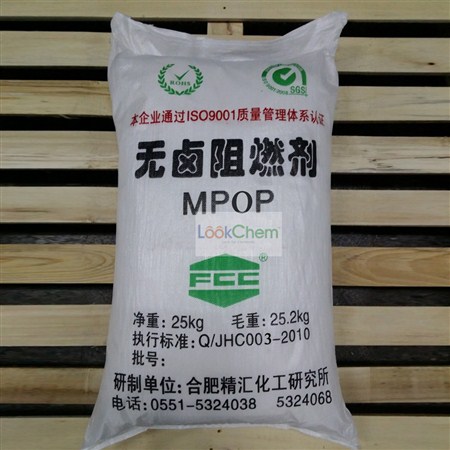 ROHS
SGS
本企业通过ISO9001质量管理体系认证
无卤阻燃剂
MPOP
LookChem
FCC ®
净重：25kg 毛重：25.2kg
执行标准：Q/JHC003-2010
批号：
研制单位：合肥精汇化工研究所
电话：0551-5324038 5324068